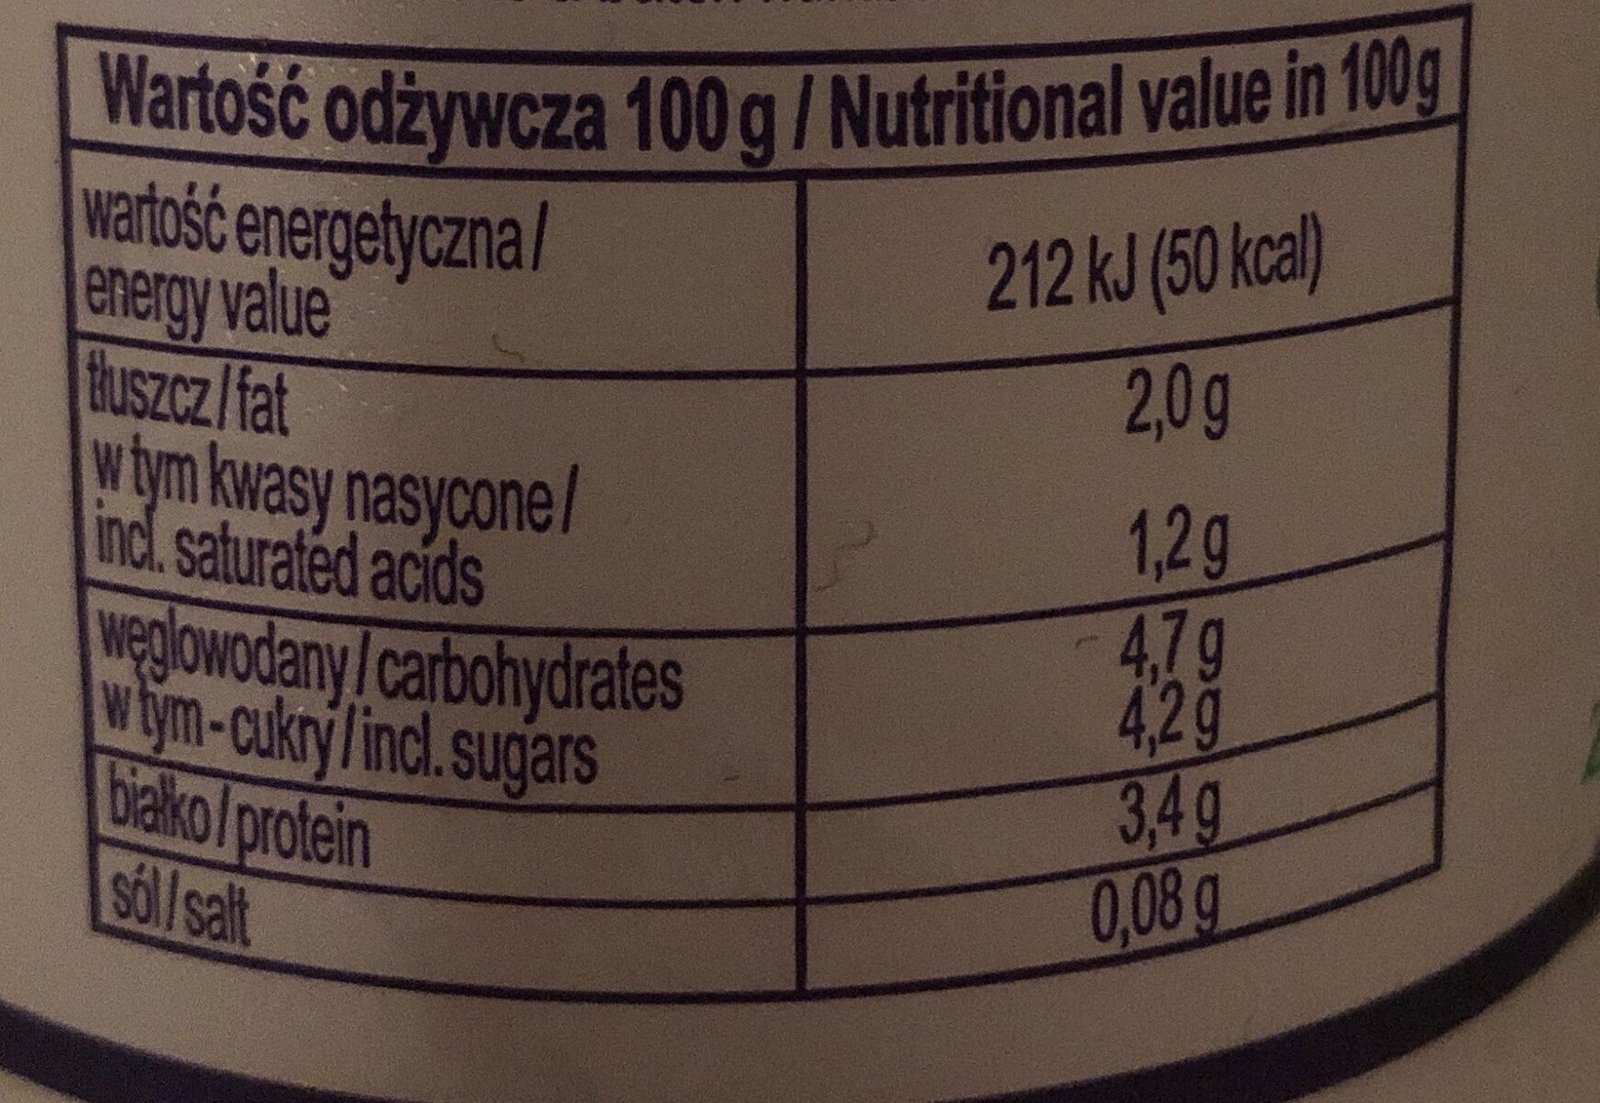 Wartość odżywcza 100 g / Nutritional value in 100 g
wartość energetyczna / 212 kJ (50 kcal)
energy value
tłuszcz / fat 2,0 g
w tym kwasy nasycone /
incl. saturated acids 1,2 g
węglowodany / carbohydrates 4,7 g
w tym - cukry / incl. sugars 4,2 g
białko / protein 3,4 g
sól / salt 0,08 g